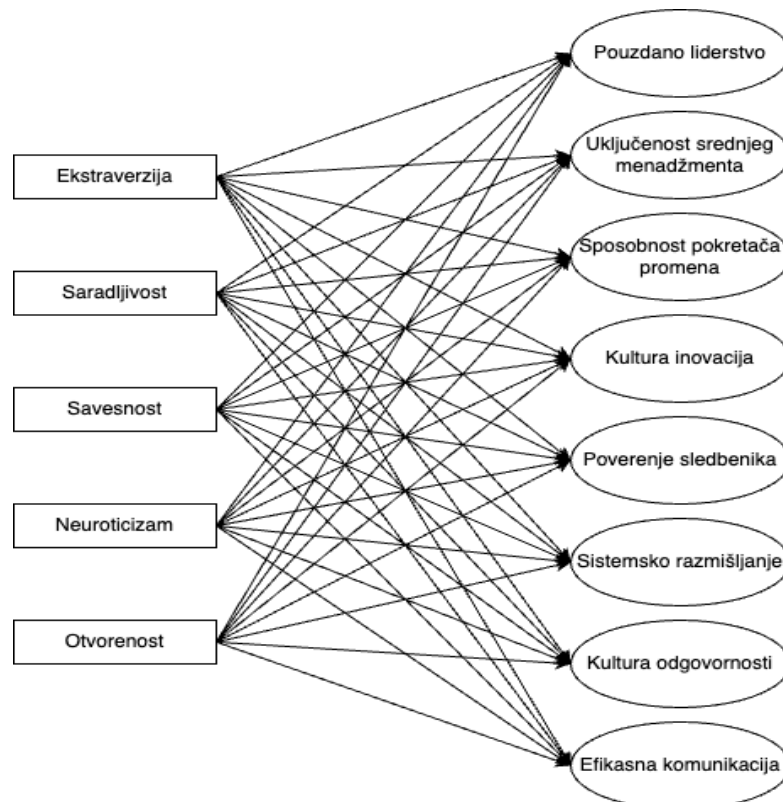 Pouzdano liderstvo
Uključenost srednjeg
menadžmenta
Ekstraverzija
Sposobnost pokretača
promena
Saradljivost
Kultura inovacija
Savesnost
Poverenje sledbenika
Neuroticizam
Sistemsko razmišljanje
Otvorenost
Kultura odgovornosti
Efikasna komunikacija